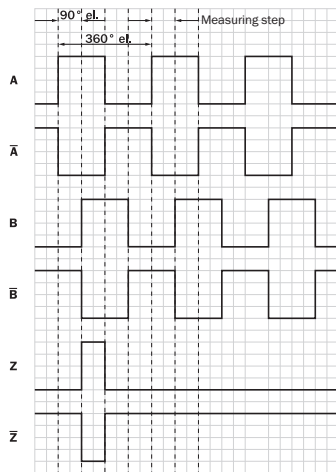 90° el.
Measuring step
360° el.
A
A̅
B
B̅
Z
Z̅